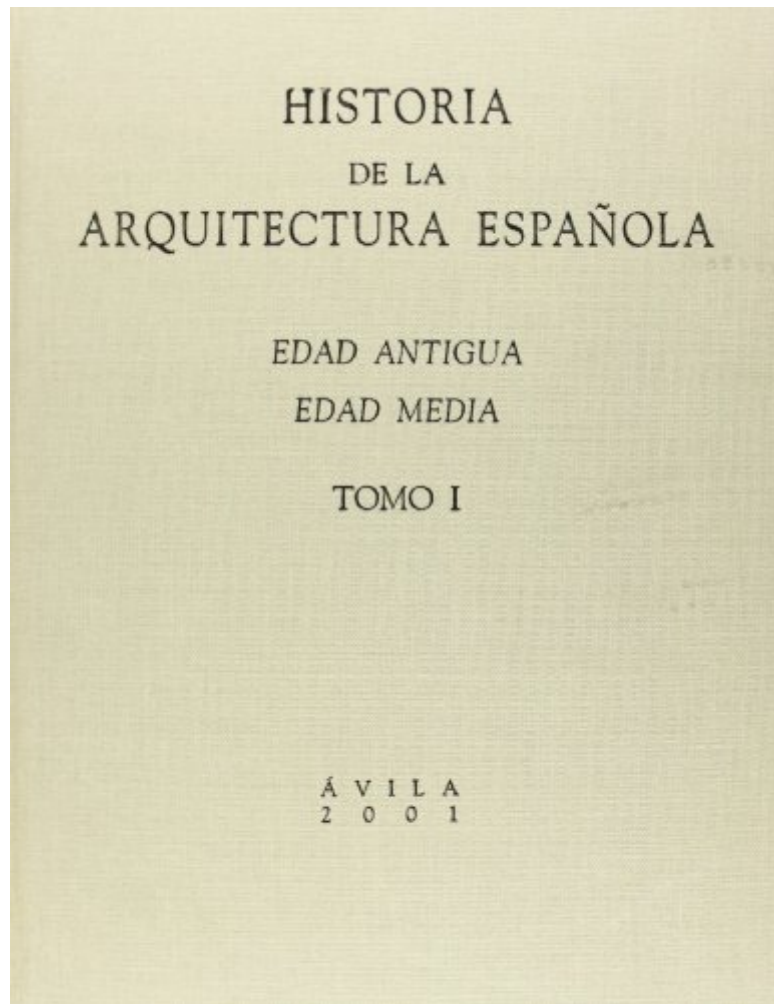 HISTORIA
DE LA
ARQUITECTURA ESPAÑOLA
EDAD ANTIGUA
EDAD MEDIA
TOMO I
ÁVILA
2001